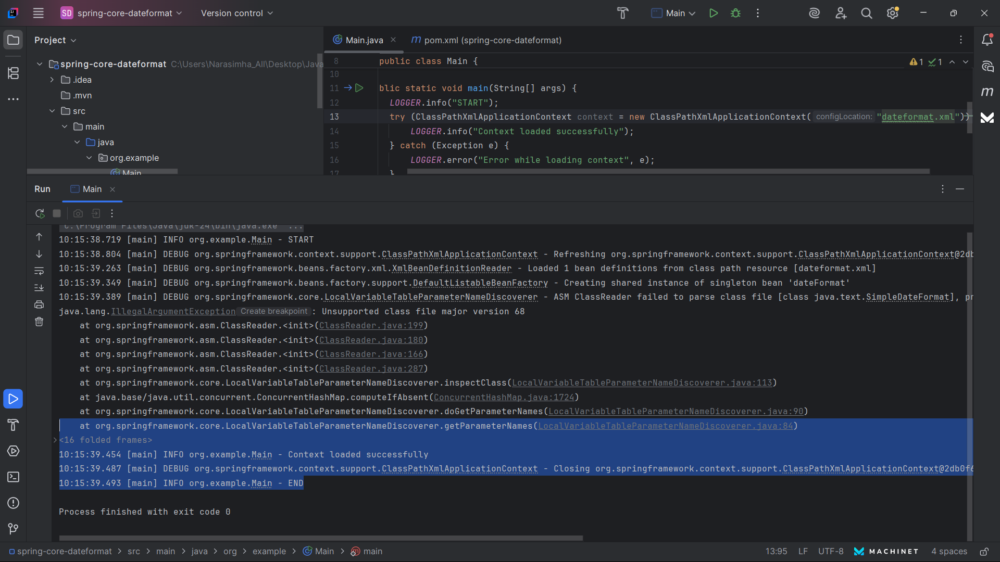 SD spring-core-dateformat Version control Main
Project
Main.java pom.xml (spring-core-dateformat)
spring-core-dateformat C:\Users\Narasimha_All\Desktop\Java
.idea
.mvn
src
main
java
org.example
Main
8 public class Main {
1 1
10
11 blic static void main(String[] args) {
12 LOGGER.info("START");
13 try (ClassPathXmlApplicationContext context = new ClassPathXmlApplicationContext( configLocation: "dateformat.xml"))
14 LOGGER.info("Context loaded successfully");
15 } catch (Exception e) {
16 LOGGER.error("Error while loading context", e);
17 }
Run Main
C:\Program Files\Java\jdk-24\bin\java.exe" ...
10:15:38.719 [main] INFO org.example.Main - START
10:15:38.804 [main] DEBUG org.springframework.context.support.ClassPathXmlApplicationContext - Refreshing org.springframework.context.support.ClassPathXmlApplicationContext@2db
10:15:39.263 [main] DEBUG org.springframework.beans.factory.xml.XmlBeanDefinitionReader - Loaded 1 bean definitions from class path resource [dateformat.xml]
10:15:39.349 [main] DEBUG org.springframework.beans.factory.support.DefaultListableBeanFactory - Creating shared instance of singleton bean 'dateFormat'
10:15:39.389 [main] DEBUG org.springframework.core.LocalVariableTableParameterNameDiscoverer - ASM ClassReader failed to parse class file [class java.text.SimpleDateFormat], pr
java.lang.IllegalArgumentException Create breakpoint : Unsupported class file major version 68
at org.springframework.asm.ClassReader.<init>(ClassReader.java:199)
at org.springframework.asm.ClassReader.<init>(ClassReader.java:180)
at org.springframework.asm.ClassReader.<init>(ClassReader.java:166)
at org.springframework.asm.ClassReader.<init>(ClassReader.java:287)
at org.springframework.core.LocalVariableTableParameterNameDiscoverer.inspectClass(LocalVariableTableParameterNameDiscoverer.java:113)
at java.base/java.util.concurrent.ConcurrentHashMap.computeIfAbsent(ConcurrentHashMap.java:1724)
at org.springframework.core.LocalVariableTableParameterNameDiscoverer.doGetParameterNames(LocalVariableTableParameterNameDiscoverer.java:90)
at org.springframework.core.LocalVariableTableParameterNameDiscoverer.getParameterNames(LocalVariableTableParameterNameDiscoverer.java:84)
<16 folded frames>
10:15:39.454 [main] INFO org.example.Main - Context loaded successfully
10:15:39.487 [main] DEBUG org.springframework.context.support.ClassPathXmlApplicationContext - Closing org.springframework.context.support.ClassPathXmlApplicationContext@2db0f6
10:15:39.493 [main] INFO org.example.Main - END
Process finished with exit code 0
spring-core-dateformat > src > main > java > org > example > Main > main 13:95 LF UTF-8 MACHINET 4 spaces